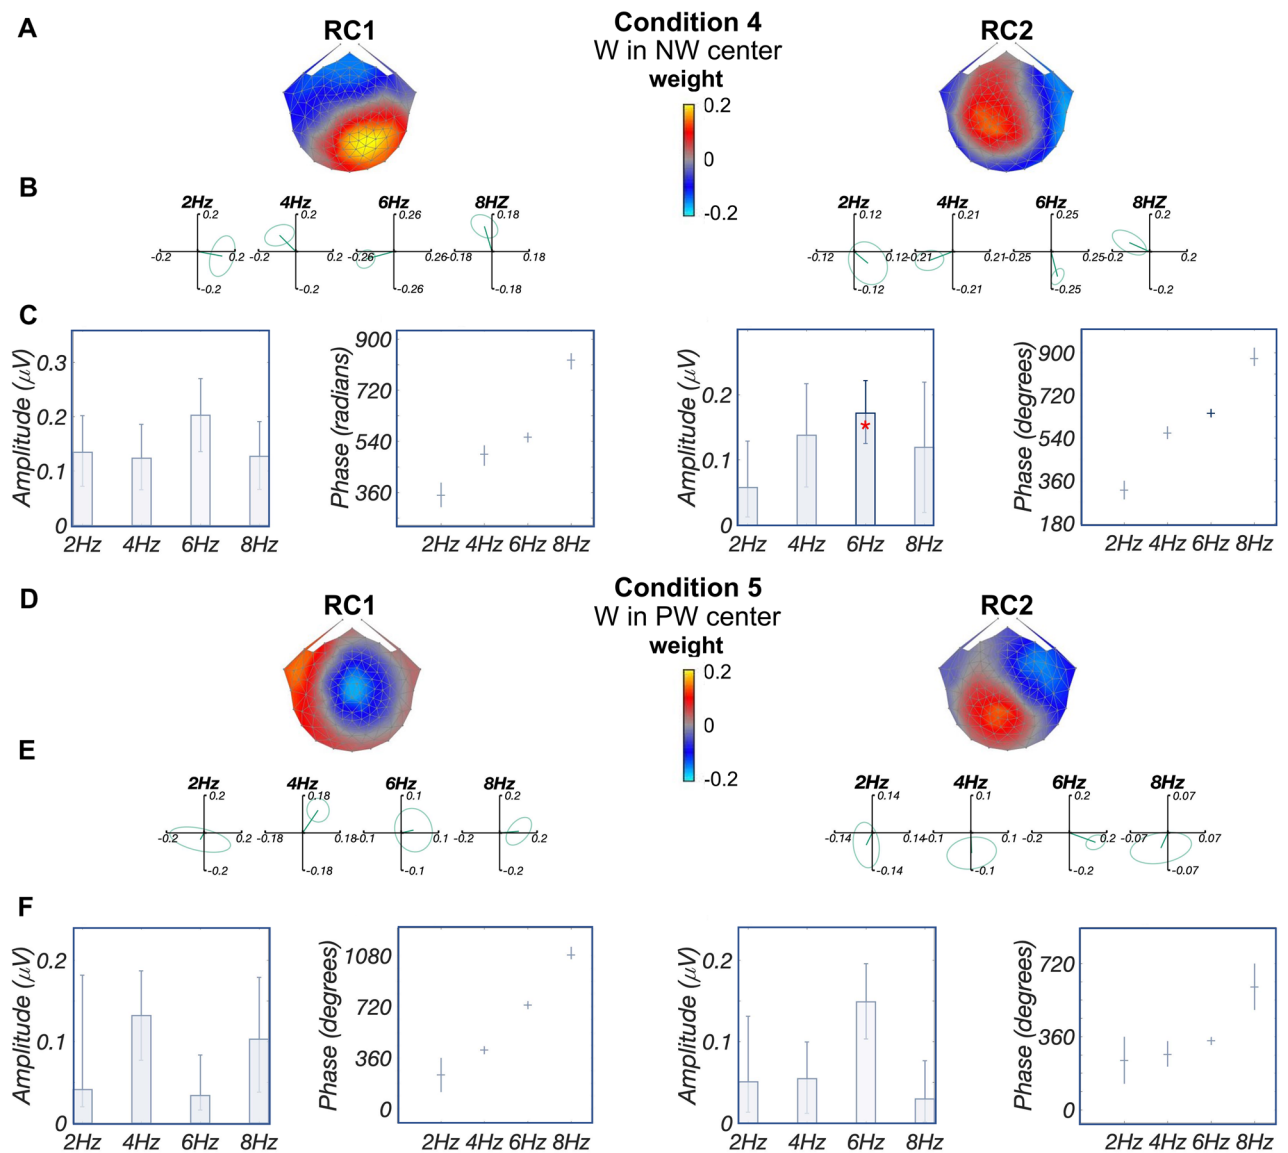 A
RC1
Condition 4
W in NW center
weight
0.2
0
-0.2
RC2
B
2Hz 4Hz 6Hz 8HZ
0.2 0.2 0.26 0.18
-0.2 0.2 -0.2 0.2 -0.26 0.26 -0.18 0.18
-0.2 -0.2 -0.26 -0.18
2Hz 4Hz 6Hz 8HZ
0.12 0.21 0.25 0.2
-0.12 0.12 -0.21 0.21 -0.25 0.25 -0.2 0.2
-0.12 -0.21 -0.25 -0.2
C
Amplitude (μV)
0.3
0.2
0.1
0
2Hz 4Hz 6Hz 8Hz
Phase (radians)
900
720
540
360
2Hz 4Hz 6Hz 8Hz
Amplitude (μV)
0.2
0.1
0
*
2Hz 4Hz 6Hz 8Hz
Phase (degrees)
900
720
540
360
180
2Hz 4Hz 6Hz 8Hz
D
RC1
Condition 5
W in PW center
weight
0.2
0
-0.2
RC2
E
2Hz 4Hz 6Hz 8Hz
0.2 0.18 0.1 0.2
-0.2 0.2 -0.18 0.18 -0.1 0.1 -0.2 0.2
-0.2 -0.18 -0.1 -0.2
2Hz 4Hz 6Hz 8Hz
0.14 0.1 0.2 0.07
-0.14 0.14 -0.1 0.1 -0.2 0.2 -0.07 0.07
-0.14 -0.1 -0.2 -0.07
F
Amplitude (μV)
0.2
0.1
0
2Hz 4Hz 6Hz 8Hz
Phase (degrees)
1080
720
360
0
2Hz 4Hz 6Hz 8Hz
Amplitude (μV)
0.2
0.1
0
2Hz 4Hz 6Hz 8Hz
Phase (degrees)
720
360
0
2Hz 4Hz 6Hz 8Hz